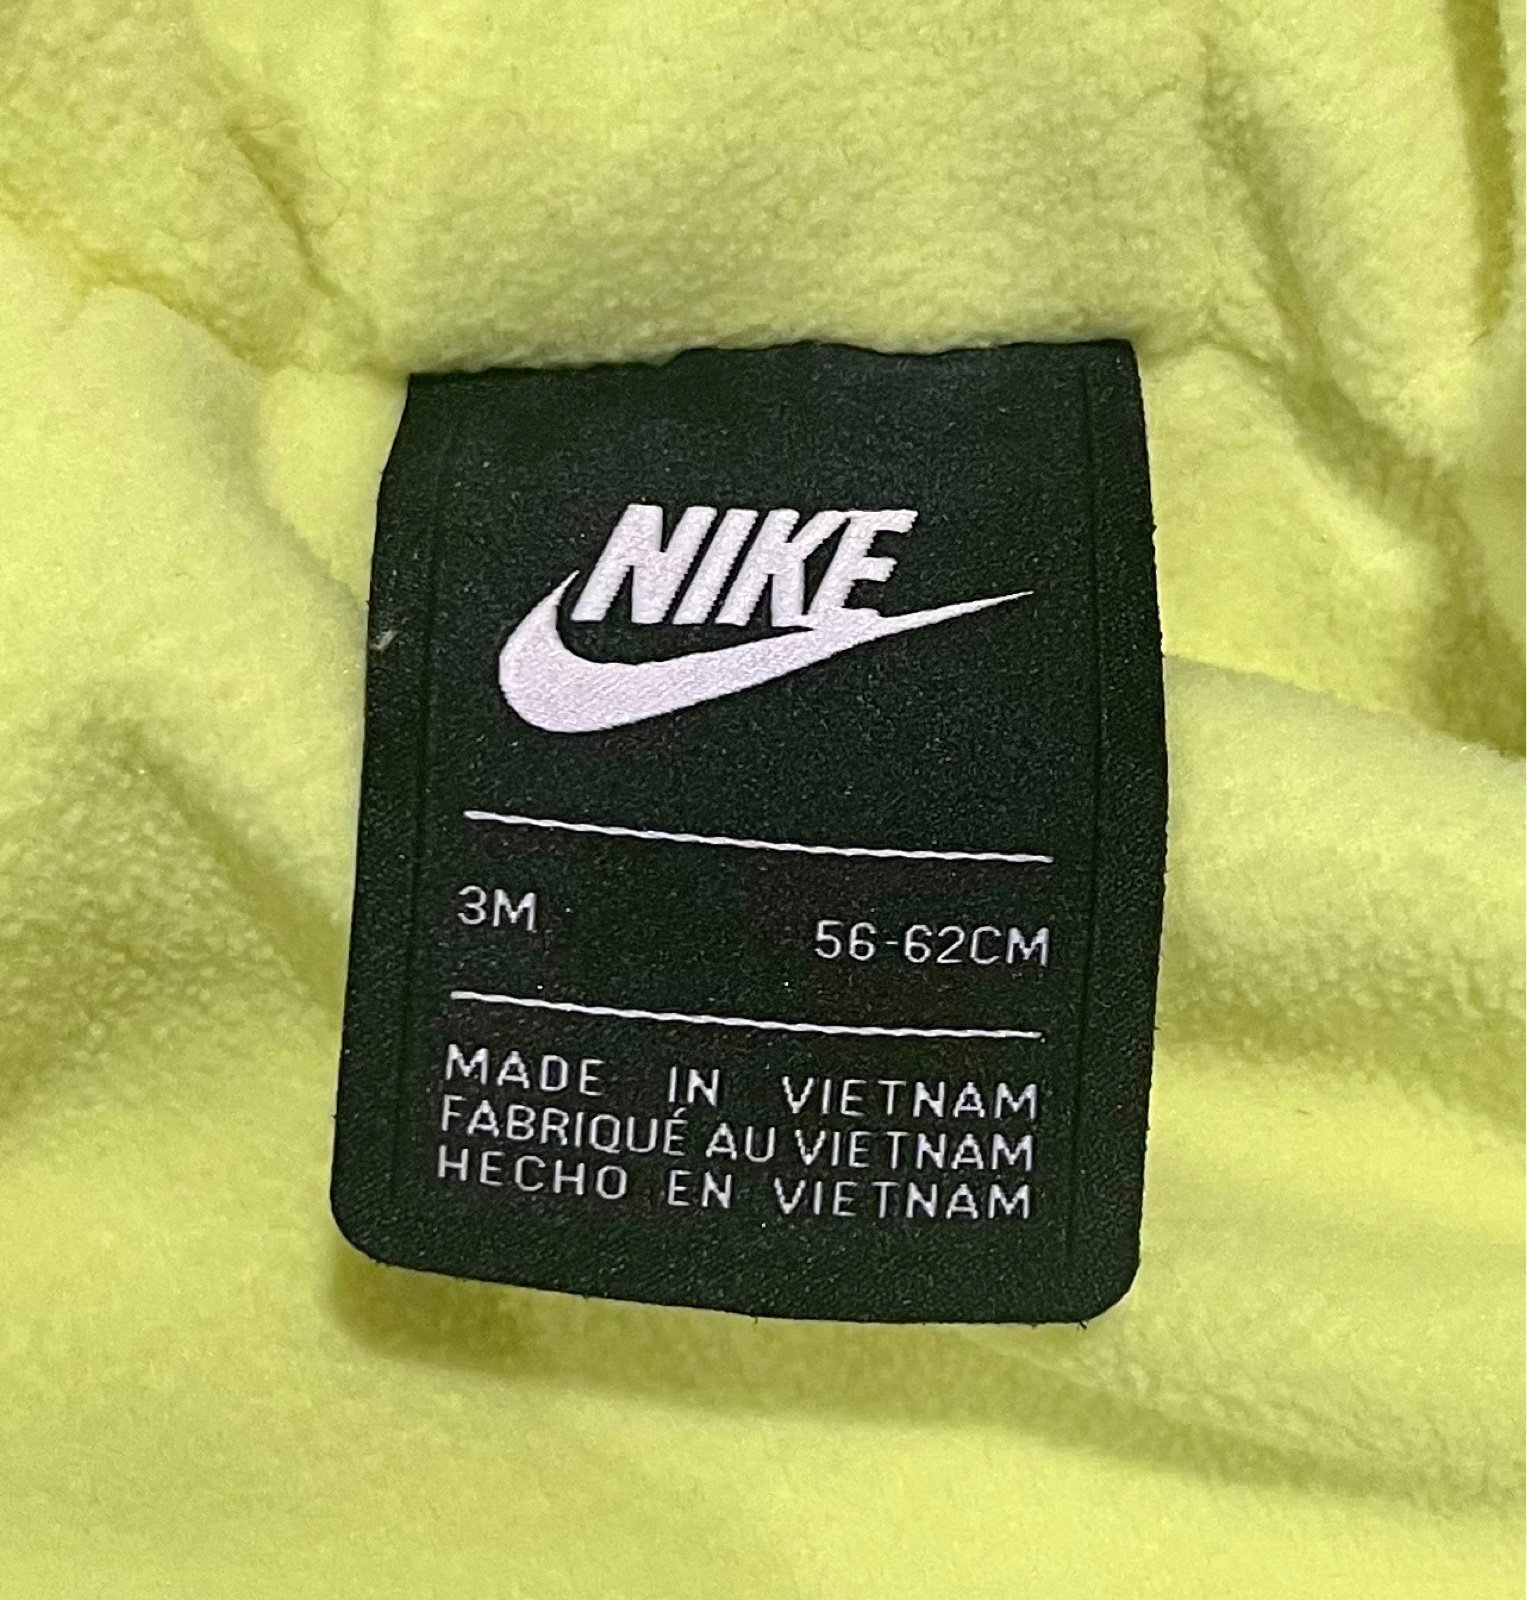 NIKE
3M 56-62CM
MADE IN VIETNAM
FABRIQUÉ AU VIETNAM
HECHO EN VIETNAM